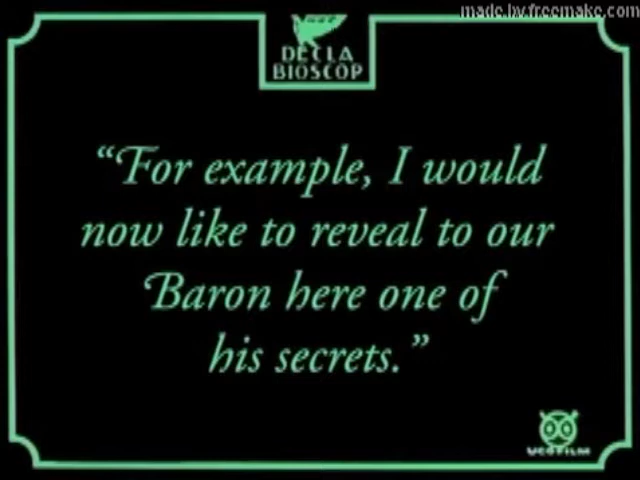 made.by.freemake.com
DECLA
BIOSCOP
“For example, I would
now like to reveal to our
Baron here one of
his secrets.”